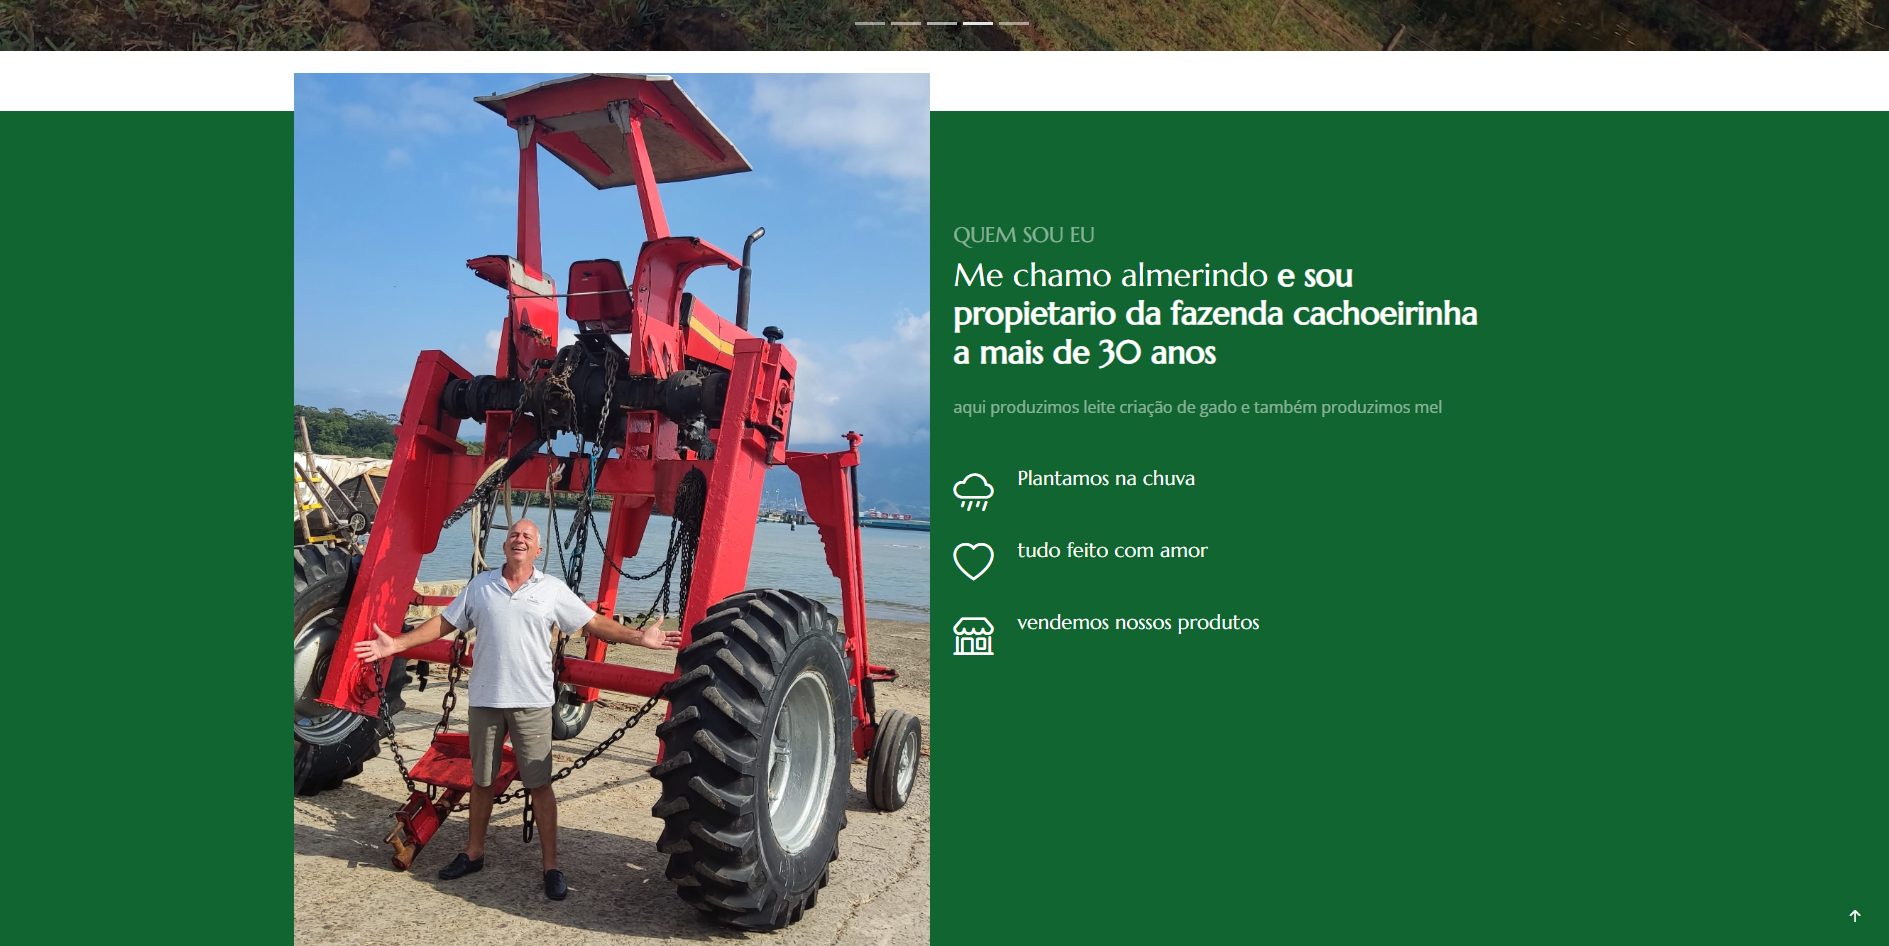 QUEM SOU EU
Me chamo almerindo e sou
propietario da fazenda cachoeirinha
a mais de 30 anos
aqui produzimos leite criação de gado e também produzimos mel
Plantamos na chuva
tudo feito com amor
vendemos nossos produtos